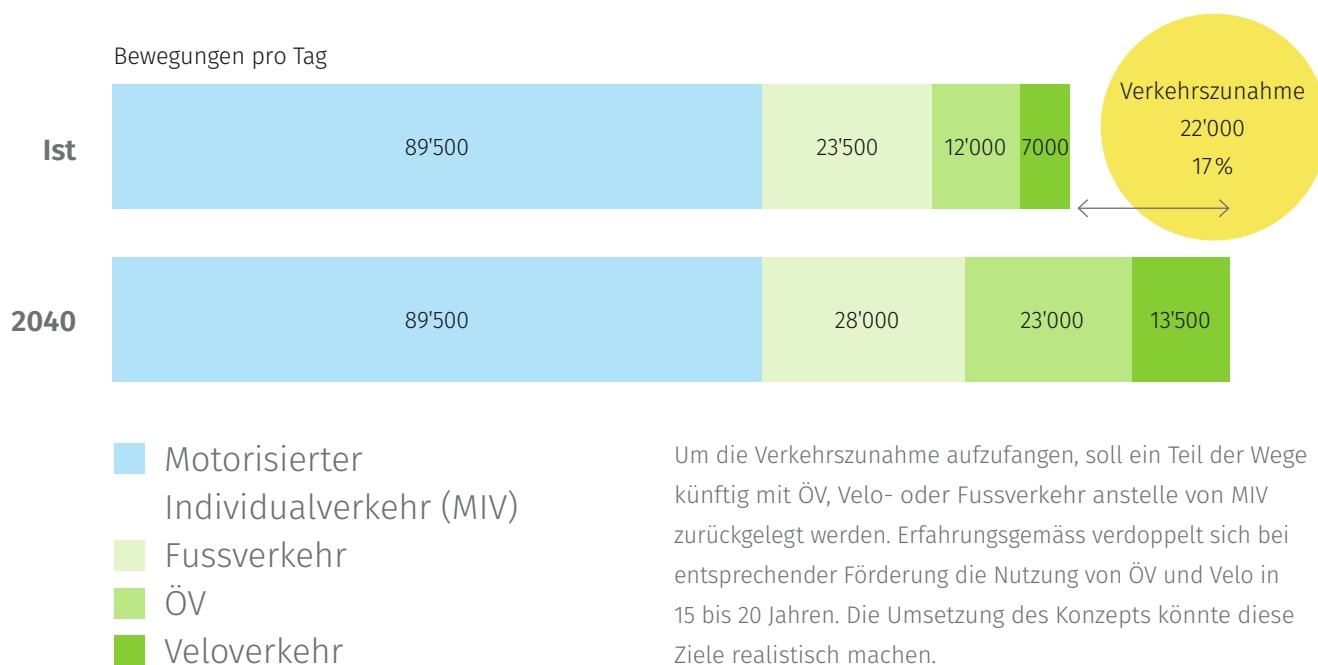 Bewegungen pro Tag
Ist
89'500
23'500
12'000
7000
Verkehrszunahme
22'000
17 %
2040
89'500
28'000
23'000
13'500
Motorisierter
Individualverkehr (MIV)
Fussverkehr
ÖV
Veloverkehr
Um die Verkehrszunahme aufzufangen, soll ein Teil der Wege
künftig mit ÖV, Velo- oder Fussverkehr anstelle von MIV
zurückgelegt werden. Erfahrungsgemäss verdoppelt sich bei
entsprechender Förderung die Nutzung von ÖV und Velo in
15 bis 20 Jahren. Die Umsetzung des Konzepts könnte diese
Ziele realistisch machen.